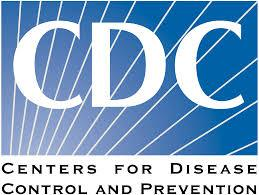 CDC
CENTERS FOR DISEASE
CONTROL AND PREVENTION